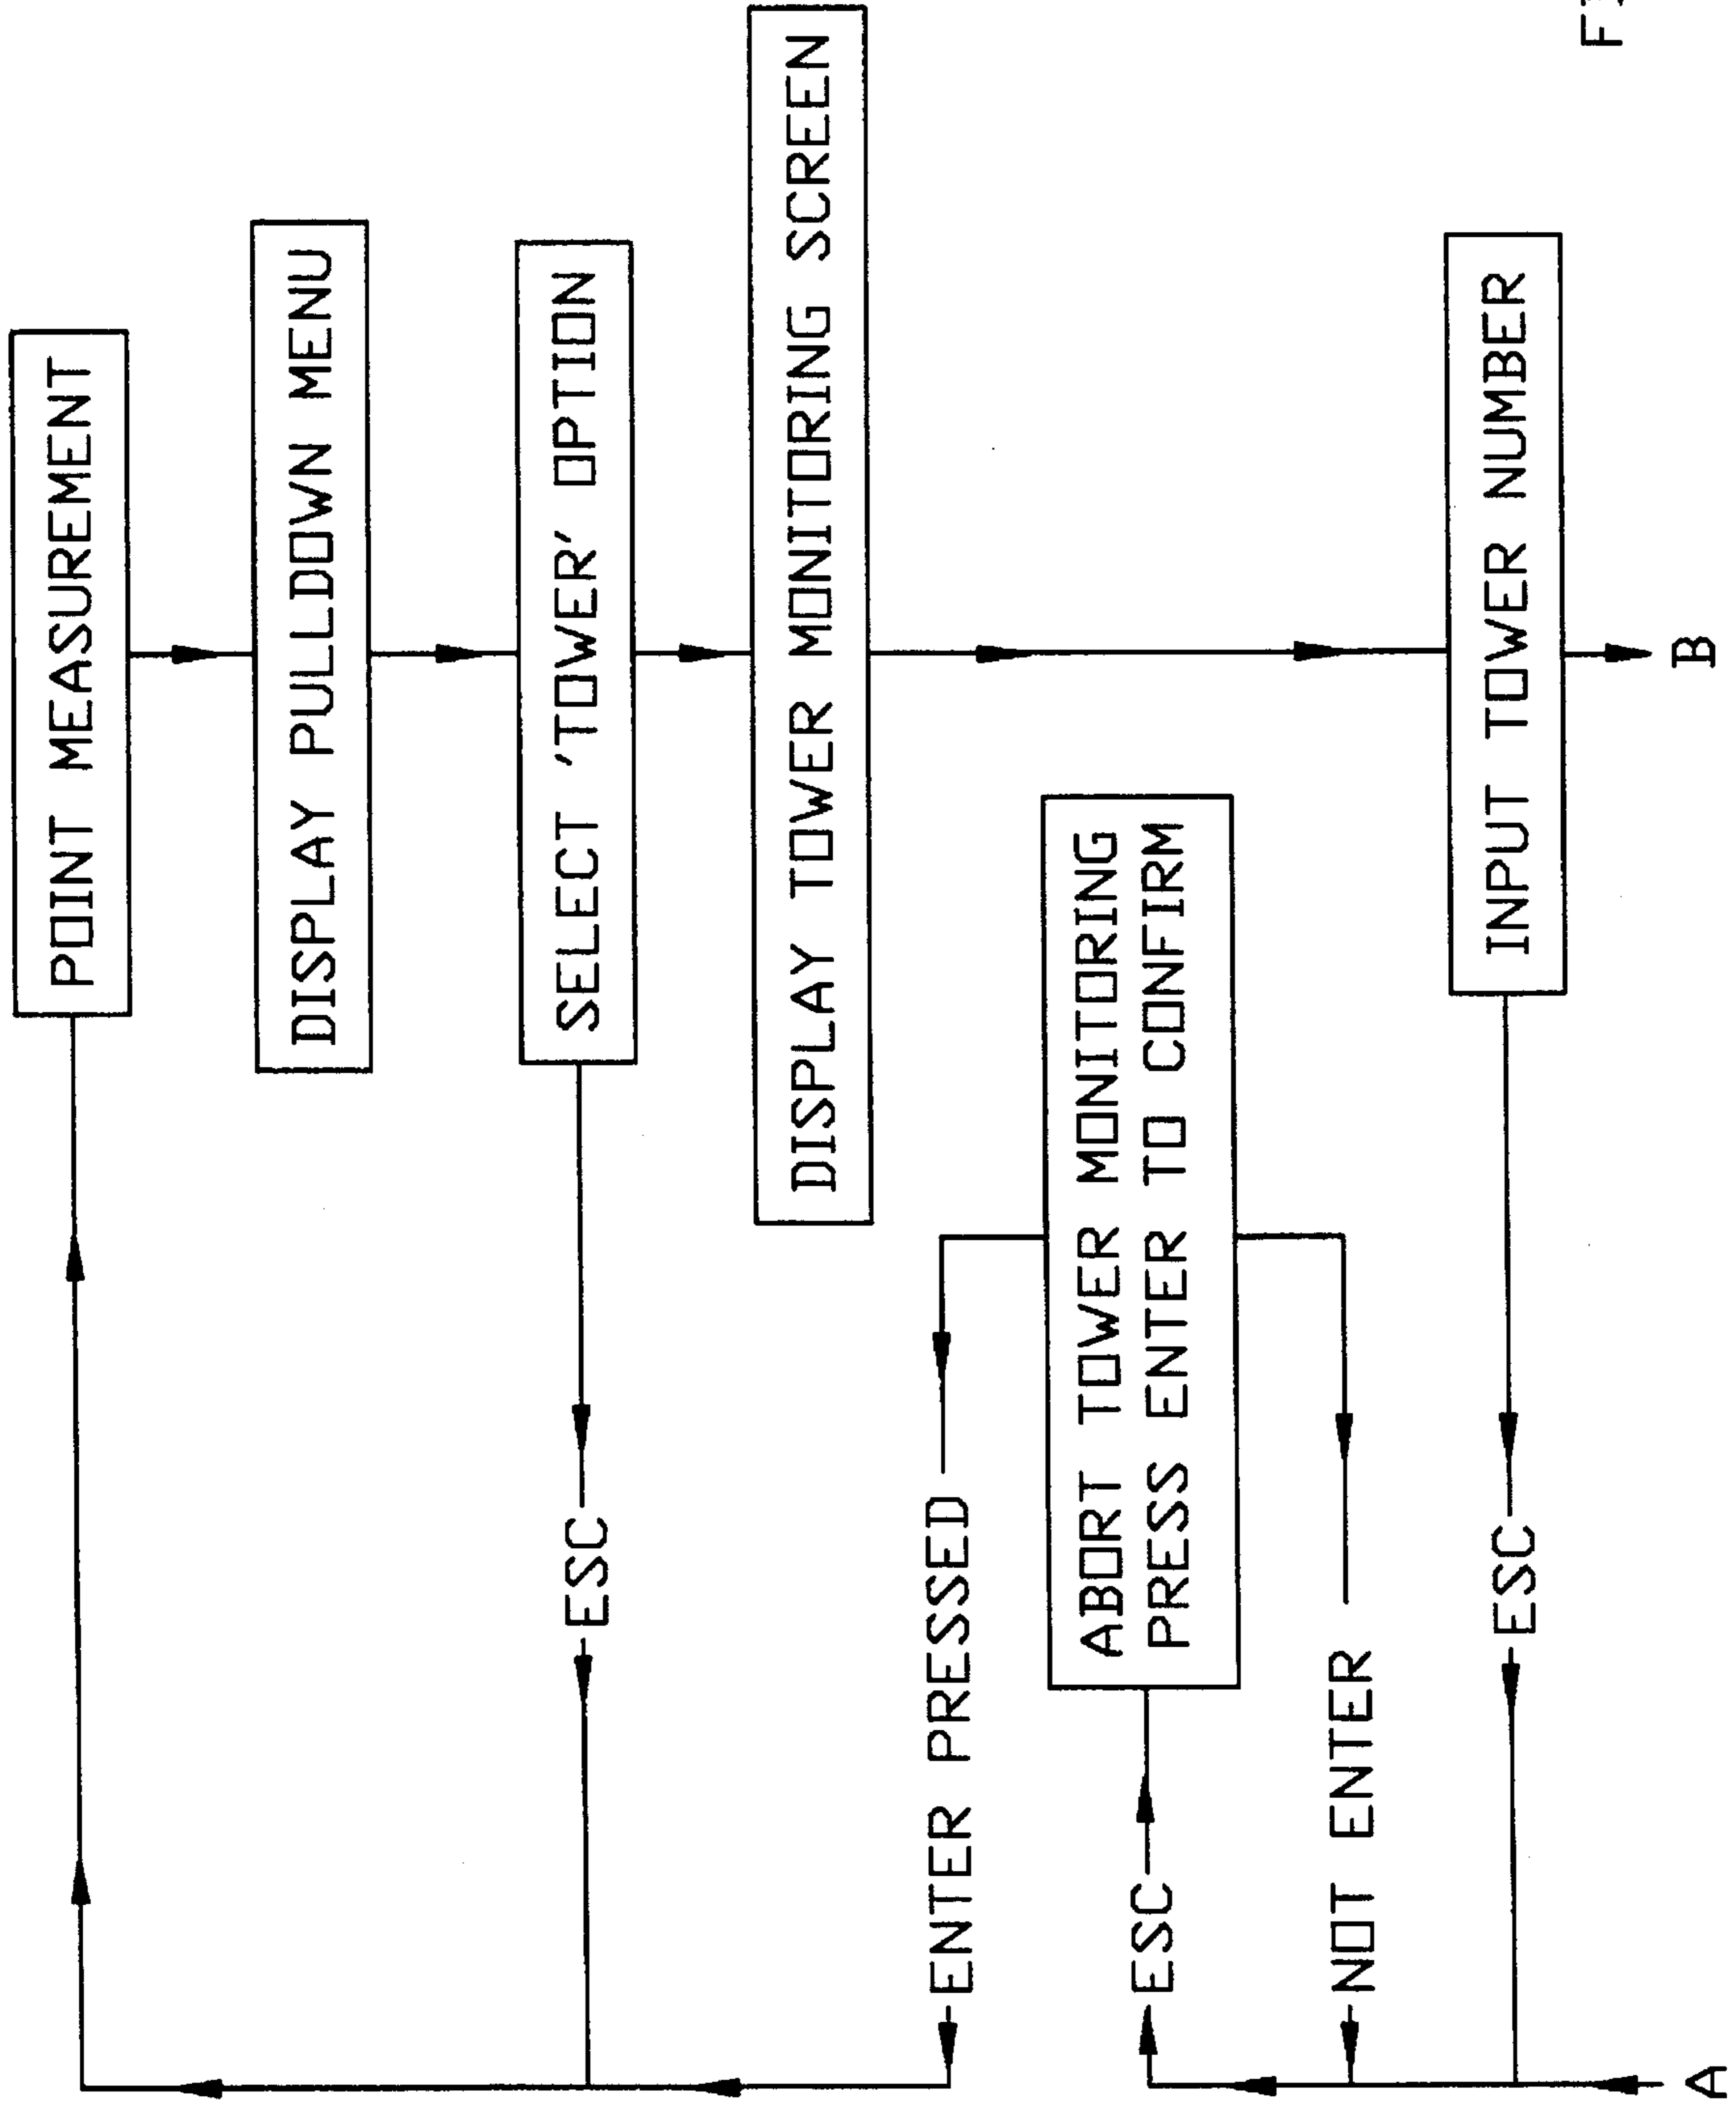 POINT MEASUREMENT
DISPLAY PULLDOWN MENU
SELECT 'TOWER' OPTION
ESC
DISPLAY TOWER MONITORING SCREEN
ENTER PRESSED
ABORT TOWER MONITORING
PRESS ENTER TO CONFIRM
ESC
NOT ENTER
INPUT TOWER NUMBER
ESC
A
B